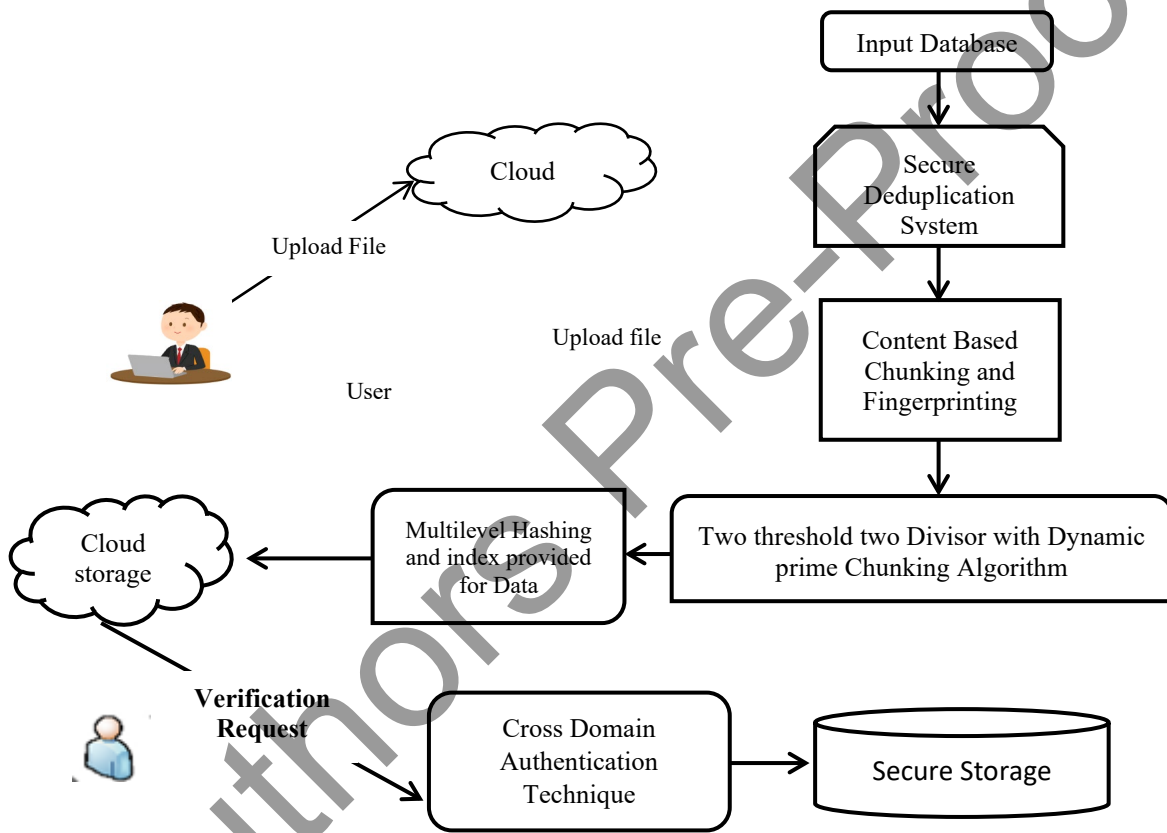 Input Database
Cloud
Secure
Deduplication
System
Upload File
Upload file
Content Based
Chunking and
Fingerprinting
User
Cloud
storage
Multilevel Hashing
and index provided
for Data
Two threshold two Divisor with Dynamic
prime Chunking Algorithm
Verification
Request
Cross Domain
Authentication
Technique
Secure Storage
uthors Pre-Proo